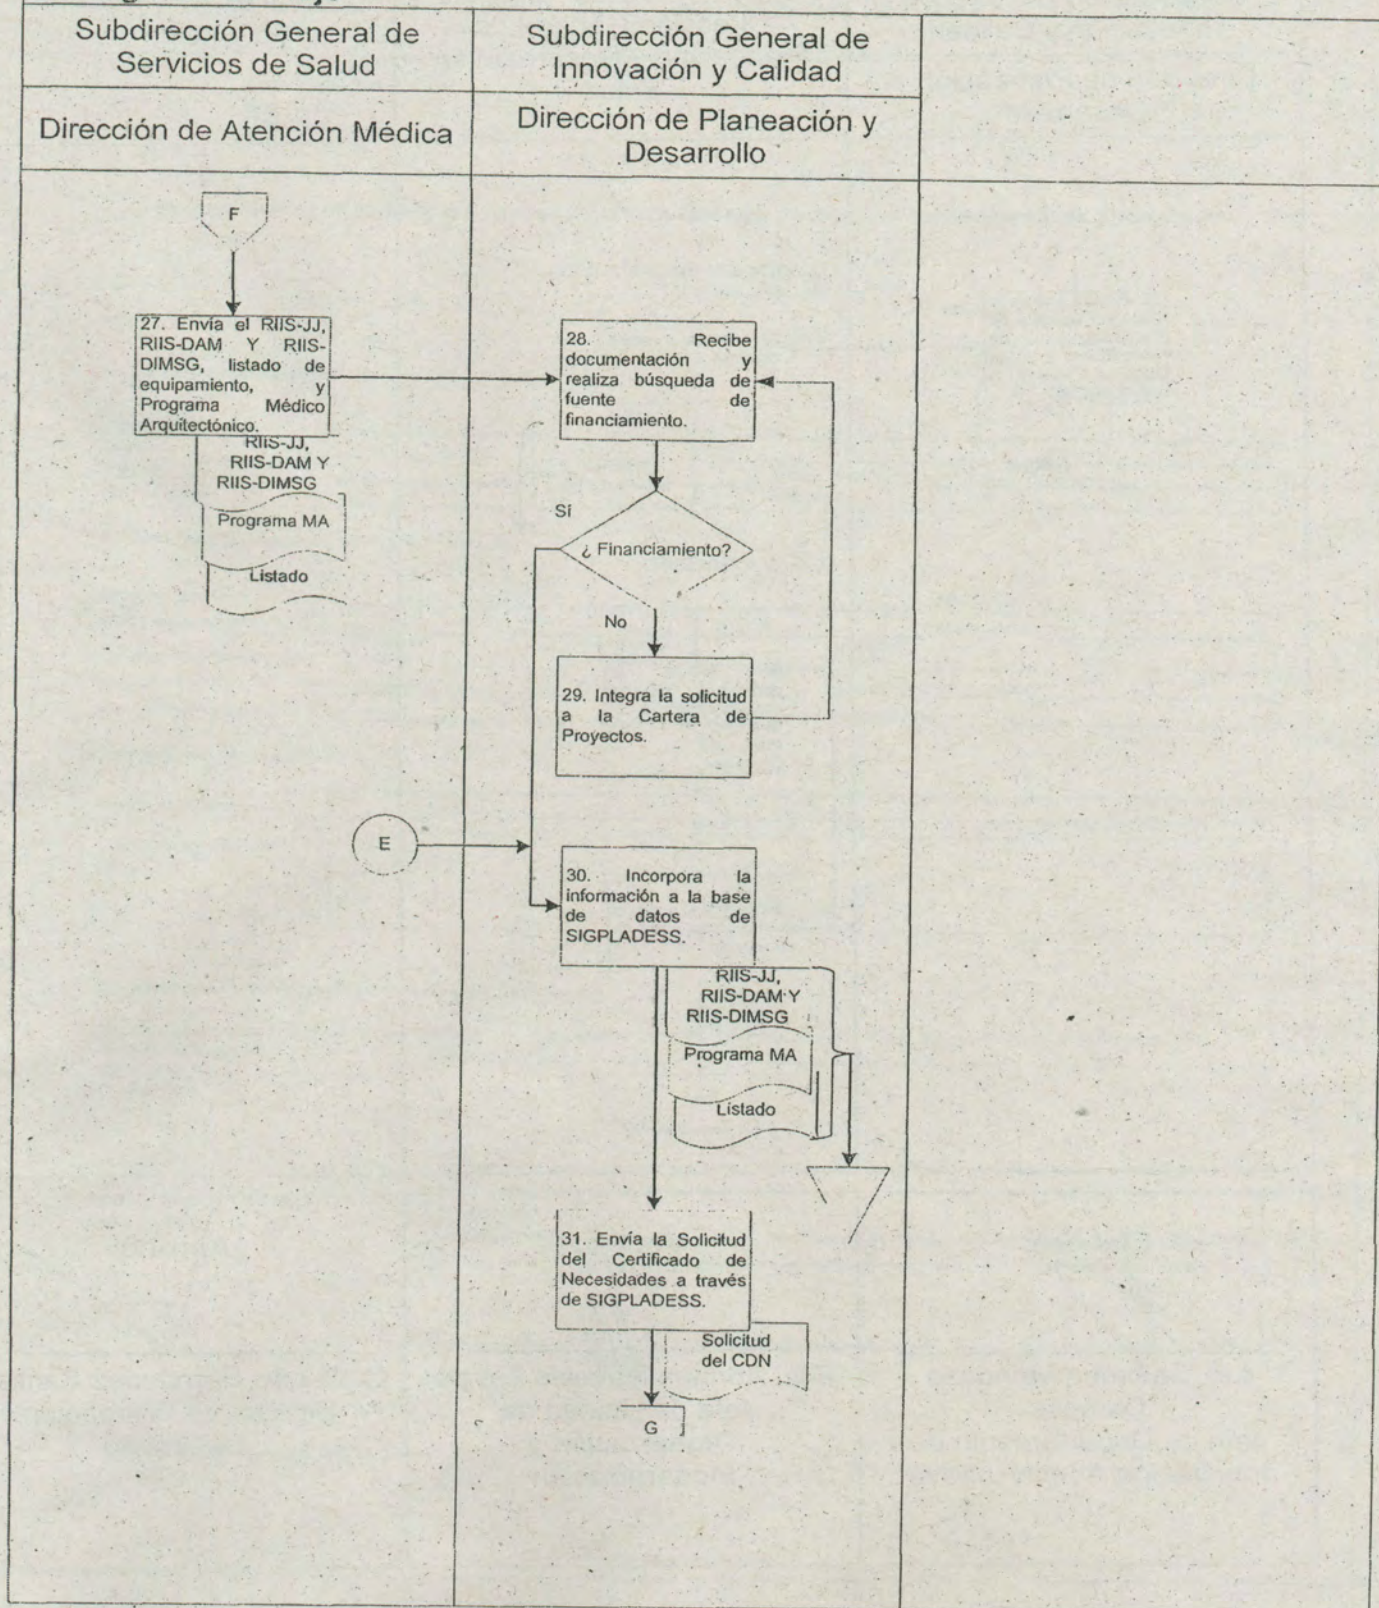 Subdirección General de
Servicios de Salud
Subdirección General de
Innovación y Calidad
Dirección de Atención Médica
Dirección de Planeación y
Desarrollo
F
27. Envía el RIIS-JJ,
RIIS-DAM Y RIIS-
DIMSG, listado de
equipamiento, y
Programa Médico
Arquitectónico.
RIIS-JJ,
RIIS-DAM Y
RIIS-DIMSG
Programa MA
Listado
28. Recibe
documentación y
realiza búsqueda de
fuente de
financiamiento.
Sí
¿ Financiamiento?
No
29. Integra la solicitud
a la Cartera de
Proyectos.
E
30. Incorpora la
información a la base
de datos de
SIGPLADESS.
RIIS-JJ,
RIIS-DAM Y
RIIS-DIMSG
Programa MA
Listado
31. Envía la Solicitud
del Certificado de
Necesidades a través
de SIGPLADESS.
Solicitud
del CDN
G